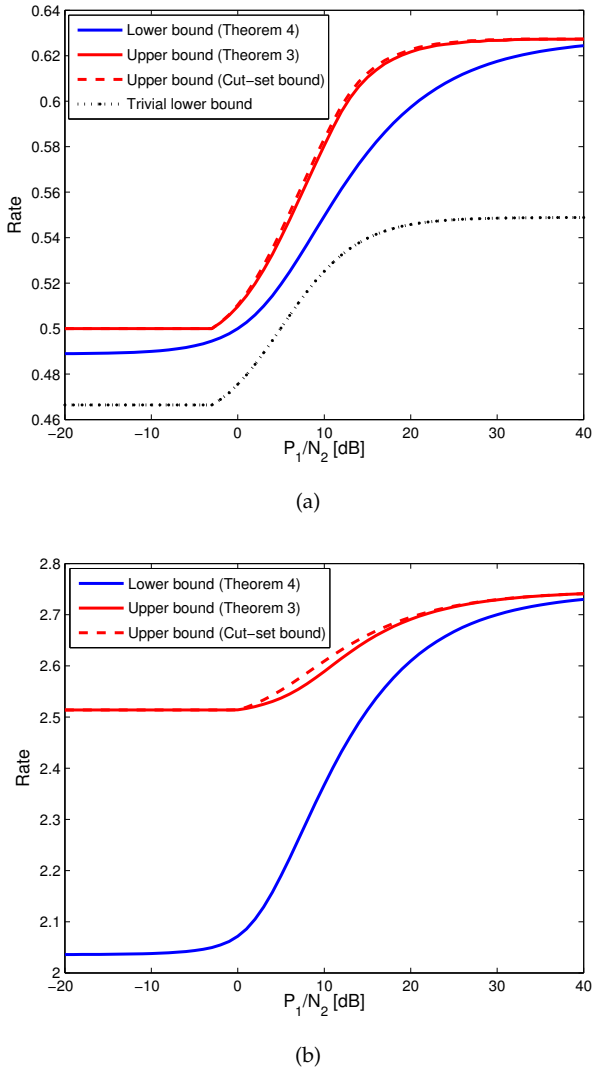 0.64
0.62
0.6
0.58
0.56
0.54
0.52
0.5
0.48
0.46
Rate
Lower bound (Theorem 4)
Upper bound (Theorem 3)
Upper bound (Cut−set bound)
Trivial lower bound
−20 −10 0 10 20 30 40
P1/N2 [dB]
(a)
2.8
2.7
2.6
2.5
2.4
2.3
2.2
2.1
2
Rate
Lower bound (Theorem 4)
Upper bound (Theorem 3)
Upper bound (Cut−set bound)
−20 −10 0 10 20 30 40
P1/N2 [dB]
(b)